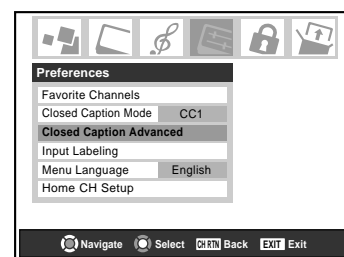 Preferences
Favorite Channels
Closed Caption Mode CC1
Closed Caption Advanced
Input Labeling
Menu Language English
Home CH Setup
Navigate Select CH RTN Back EXIT Exit